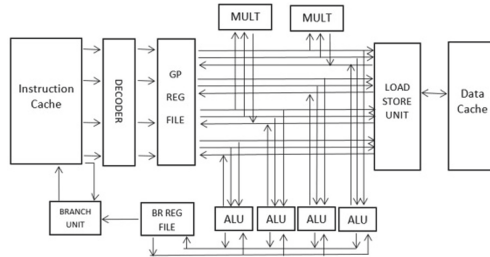 MULT
MULT
Instruction
Cache
DECODER
GP
REG
FILE
LOAD
STORE
UNIT
Data
Cache
BRANCH
UNIT
BR REG
FILE
ALU
ALU
ALU
ALU